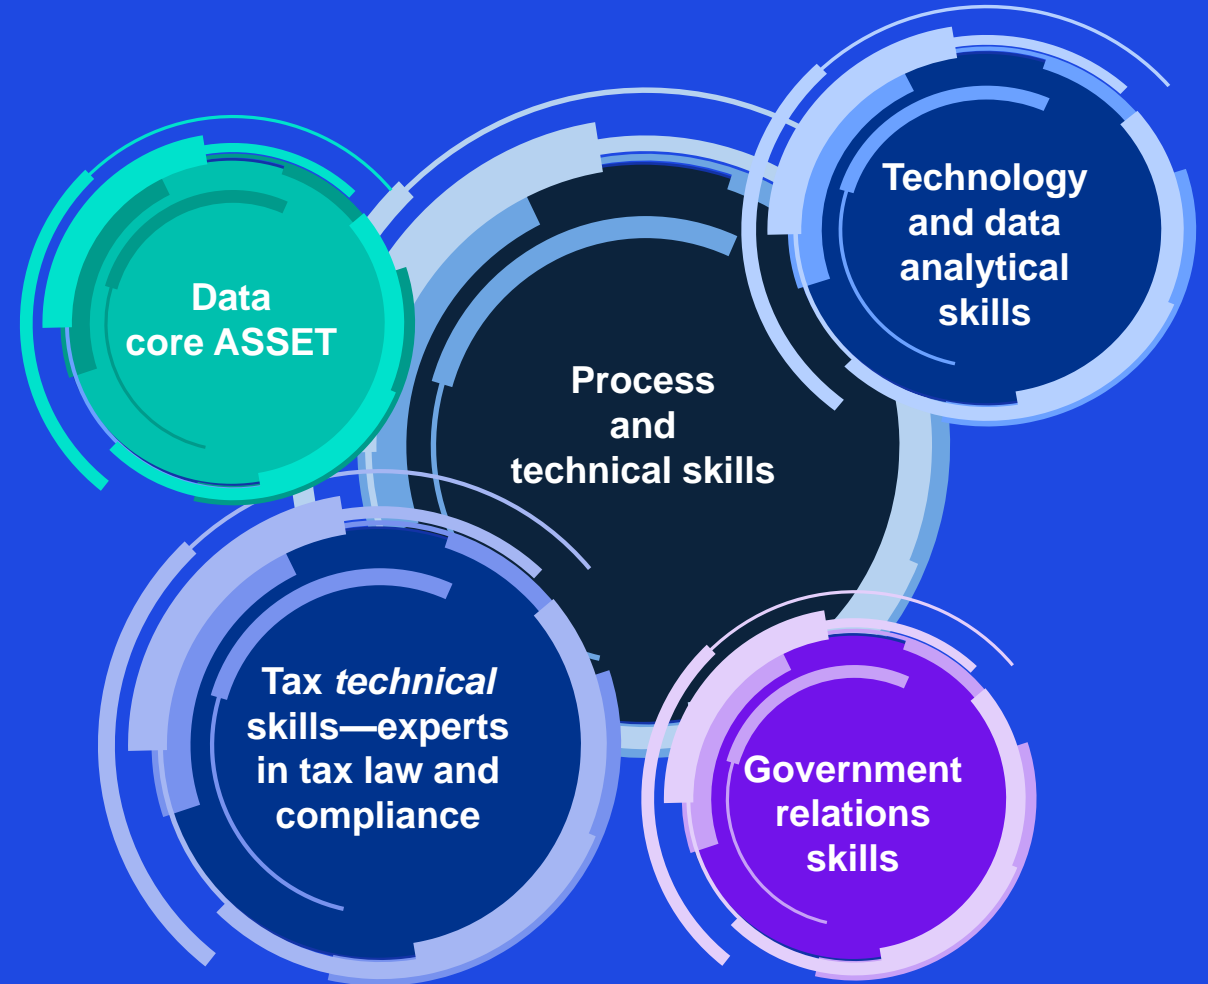 Technology
and data
analytical
skills
Data
core ASSET
Process
and
technical skills
Tax technical
skills—experts
in tax law and
compliance
Government
relations
skills